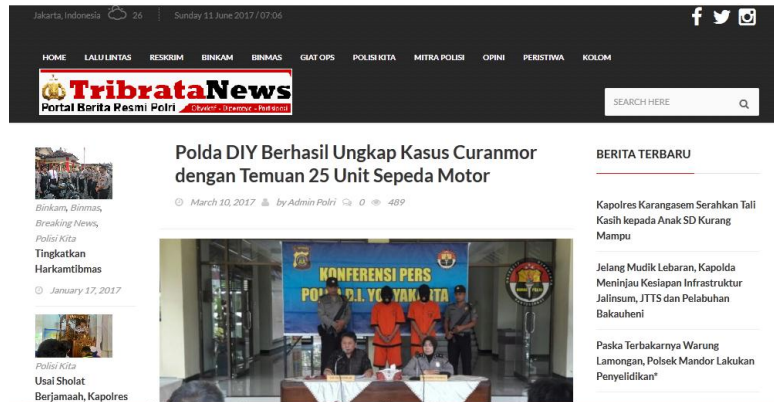 Jakarta, Indonesia 26 Sunday 11 June 2017 / 07:06
HOME LALU LINTAS RESKRIM BINKAM BINMAS GIAT OPS POLISI KITA MITRA POLISI OPINI PERISTIWA KOLOM
TribrataNews
Portal Berita Resmi Polri
SEARCH HERE
Binkam, Binmas,
Breaking News,
Polisi Kita
Tingkatkan
Harkamtibmas
January 17, 2017
Polisi Kita
Usai Sholat
Berjamaah, Kapolres
Polda DIY Berhasil Ungkap Kasus Curanmor
dengan Temuan 25 Unit Sepeda Motor
March 10, 2017 by Admin Polri 0 489
KONFERENSI PERS
POLDA D.I. YOGYAKARTA
BERITA TERBARU
Kapolres Karangasem Serahkan Tali
Kasih kepada Anak SD Kurang
Mampu
Jelang Mudik Lebaran, Kapolda
Meninjau Kesiapan Infrastruktur
Jalinsum, JTTS dan Pelabuhan
Bakauheni
Paska Terbakarnya Warung
Lamongan, Polsek Mandor Lakukan
Penyelidikan"